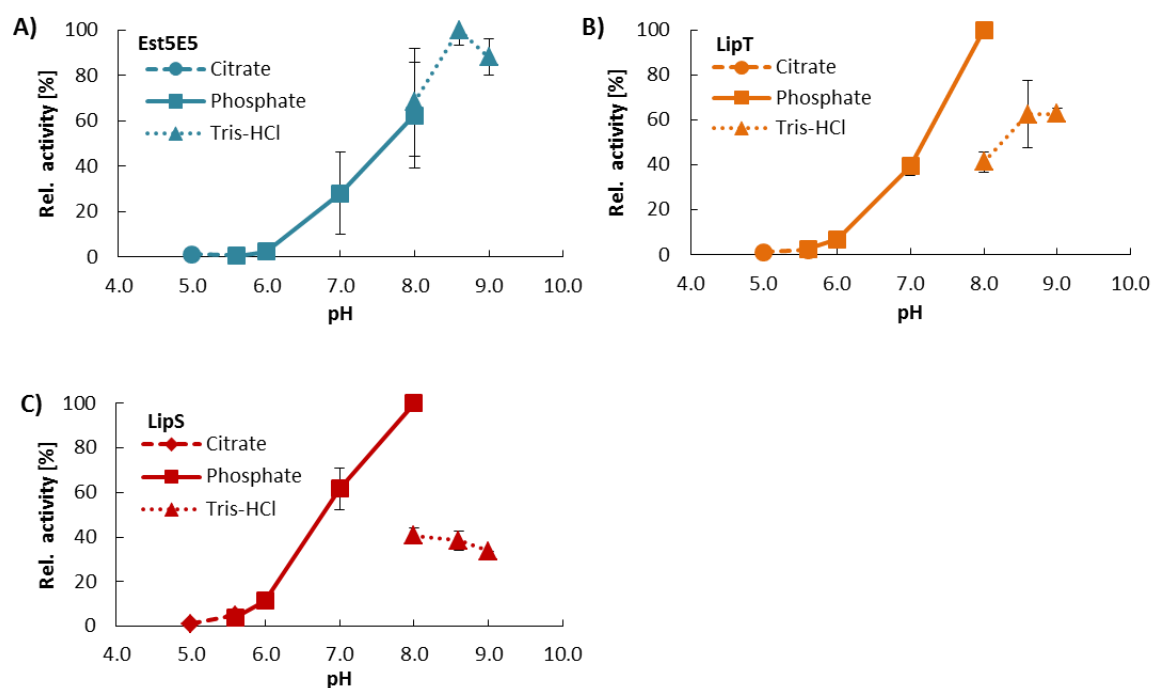 A)
Est5E5
Citrate
Phosphate
Tris-HCl
Rel. activity [%]
100
80
60
40
20
0
4.0 5.0 6.0 7.0 8.0 9.0 10.0
pH
B)
LipT
Citrate
Phosphate
Tris-HCl
Rel. activity [%]
100
80
60
40
20
0
4.0 5.0 6.0 7.0 8.0 9.0 10.0
pH
C)
LipS
Citrate
Phosphate
Tris-HCl
Rel. activity [%]
100
80
60
40
20
0
4.0 5.0 6.0 7.0 8.0 9.0 10.0
pH